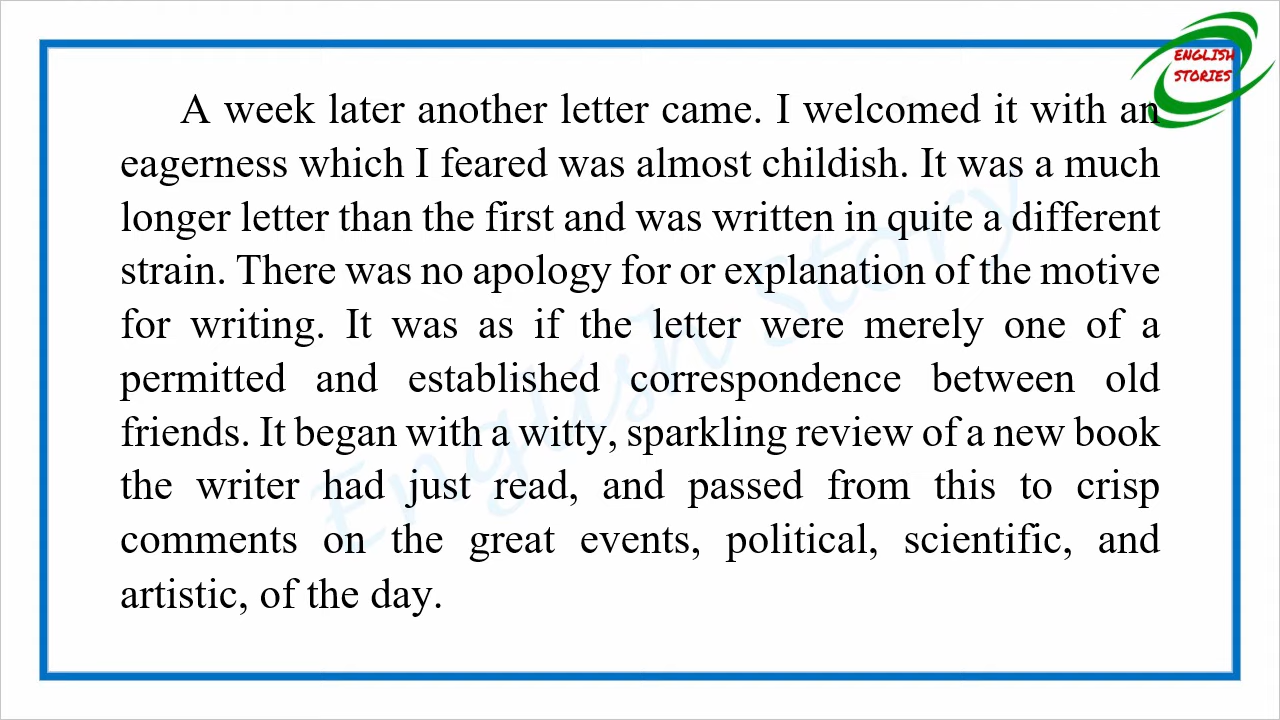 ENGLISH
STORIES
A week later another letter came. I welcomed it with an
eagerness which I feared was almost childish. It was a much
longer letter than the first and was written in quite a different
strain. There was no apology for or explanation of the motive
for writing. It was as if the letter were merely one of a
permitted and established correspondence between old
friends. It began with a witty, sparkling review of a new book
the writer had just read, and passed from this to crisp
comments on the great events, political, scientific, and
artistic, of the day.
English Story